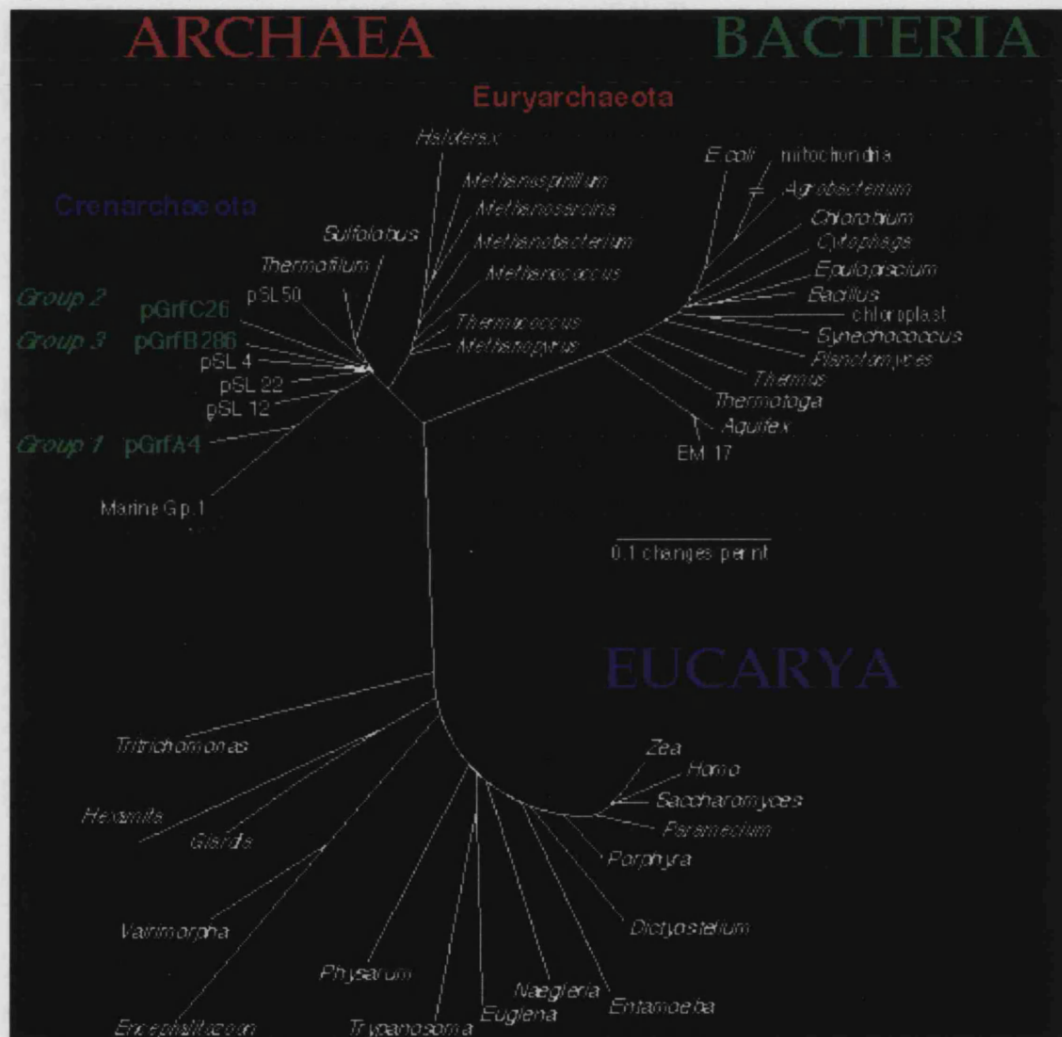 ARCHAEA
BACTERIA
Euryarchaeota
Haloferax
E.coli
mitochondria
Methanospirillum
Agrobacterium
Crenarchaeota
Methanosarcina
Chlorobium
Sulfolobus
Methanobacterium
Cytophaga
Thermofilum
Methanococcus
Epulopiscium
Group 2
pGrfC26
pSL50
Bacillus
chloroplast
Group 3
pGrfB286
Thermococcus
Synechococcus
pSL 4
Methanopyrus
Planctomyces
pSL 22
Thermus
pSL 12
Thermotoga
Group 1
pGrfA4
Aquifex
EM 17
Marine Gp.1
0.1 changes per nt
EUCARYA
Tritrichomonas
Zea
Homo
Saccharomyces
Hexamita
Paramecium
Giardia
Porphyra
Vairimorpha
Dictyostelium
Physarum
Naegleria
Entamoeba
Euglena
Encephalitozoon
Trypanosoma